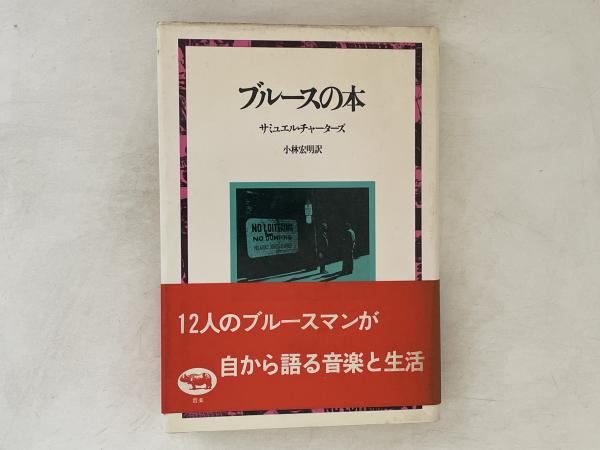 ブルースの本
サミュエル・チャーターズ
小林宏明訳
NO LOITERING
NO DUMPING
12人のブルースマンが
自から語る音楽と生活